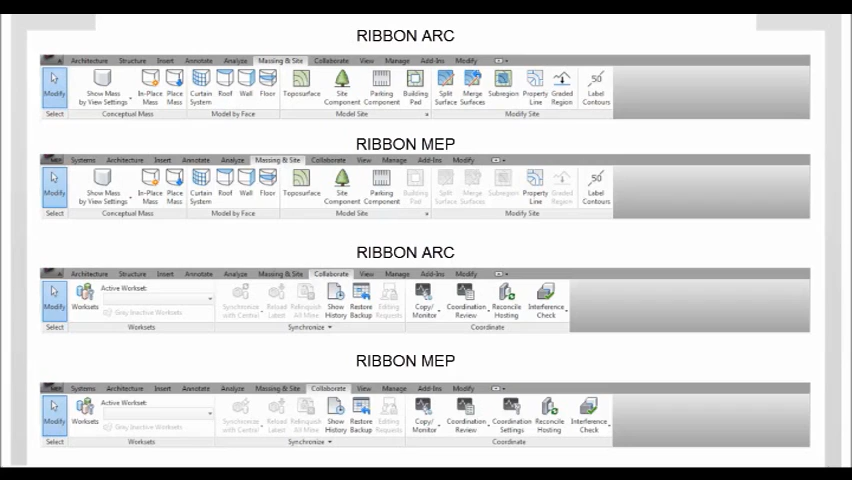 RIBBON ARC
Architecture Structure Insert Annotate Analyze Massing & Site Collaborate View Manage Add-Ins Modify
Modify Show Mass by View Settings In-Place Mass Place Mass Curtain System Roof Wall Floor Toposurface Site Component Parking Component Building Pad Split Surface Merge Surfaces Subregion Property Line Graded Region Label Contours
Select Conceptual Mass Model by Face Model Site Modify Site
RIBBON MEP
MEP Systems Architecture Insert Annotate Analyze Massing & Site Collaborate View Manage Add-Ins Modify
Modify Show Mass by View Settings In-Place Mass Place Mass Curtain System Roof Wall Floor Toposurface Site Component Parking Component Building Pad Split Surface Merge Surfaces Subregion Property Line Graded Region Label Contours
Select Conceptual Mass Model by Face Model Site Modify Site
RIBBON ARC
Architecture Structure Insert Annotate Analyze Massing & Site Collaborate View Manage Add-Ins Modify
Active Workset:
Modify Worksets Gray Inactive Worksets Synchronize with Central Reload Latest Relinquish All Mine Show History Restore Backup Editing Requests Copy/ Monitor Coordination Review Reconcile Hosting Interference Check
Select Worksets Synchronize Coordinate
RIBBON MEP
MEP Systems Architecture Insert Annotate Analyze Massing & Site Collaborate View Manage Add-Ins Modify
Active Workset:
Modify Worksets Gray Inactive Worksets Synchronize with Central Reload Latest Relinquish All Mine Show History Restore Backup Editing Requests Copy/ Monitor Coordination Review Coordination Settings Reconcile Hosting Interference Check
Select Worksets Synchronize Coordinate